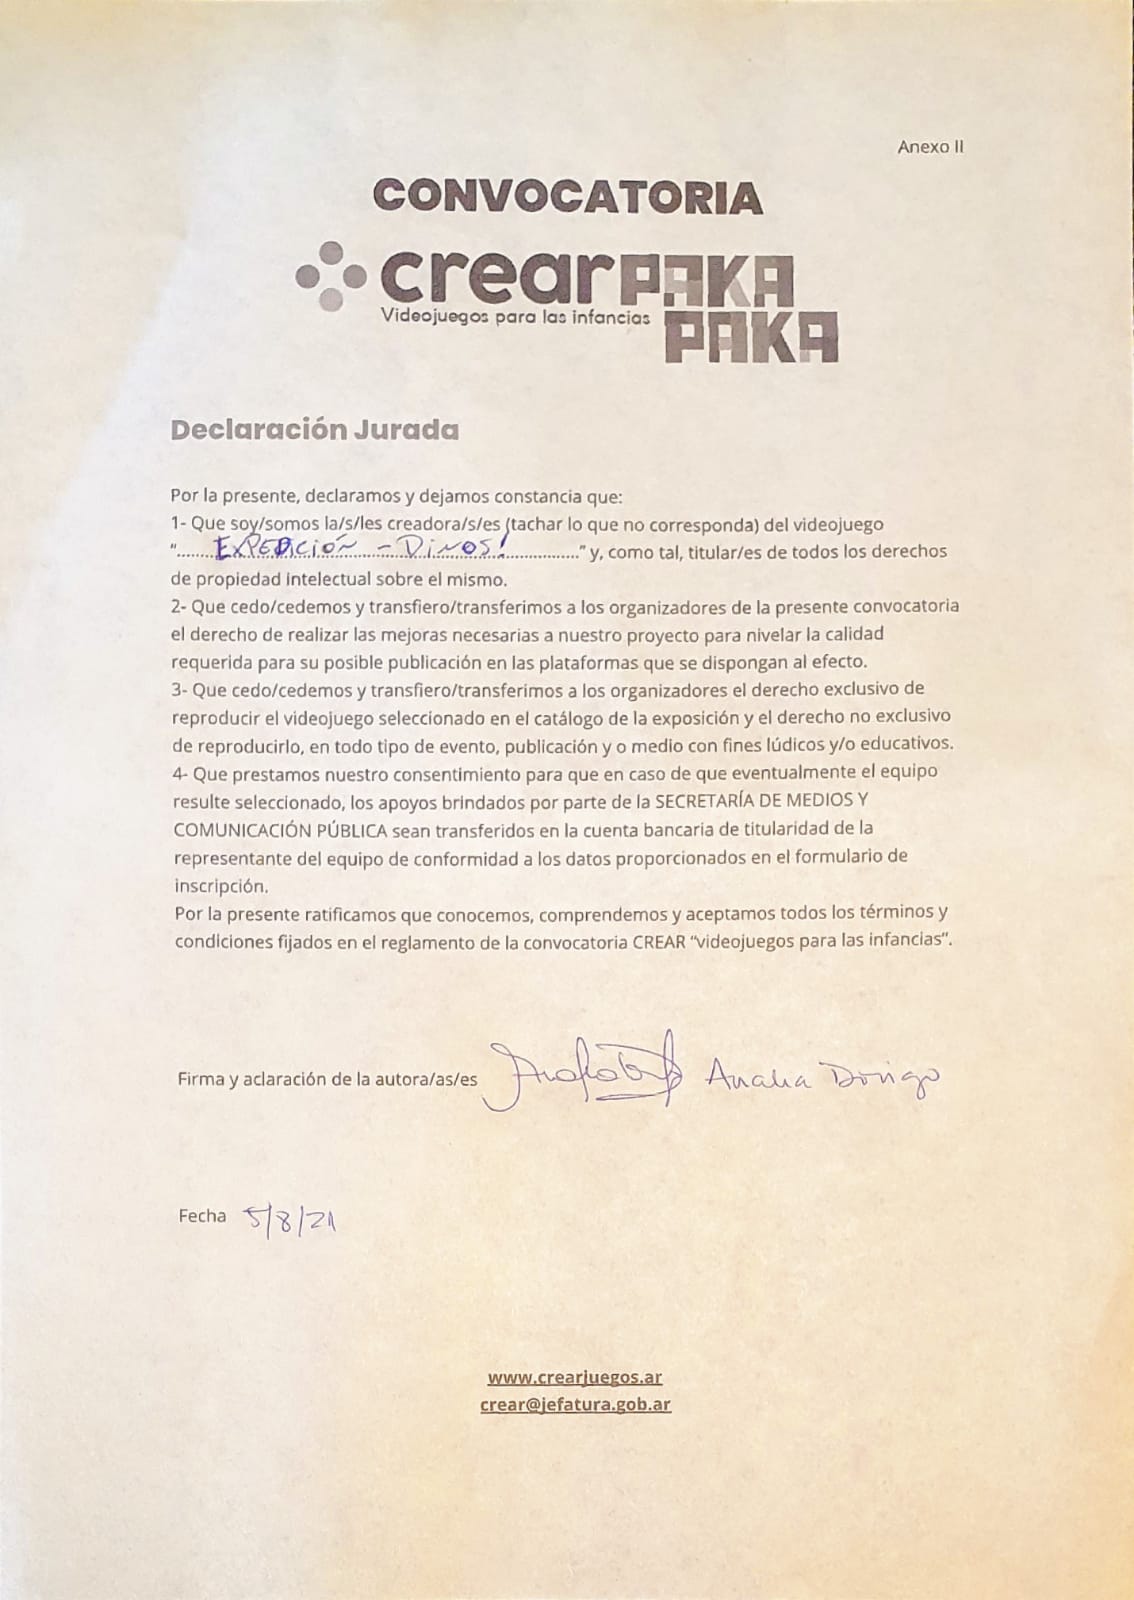 Anexo II
CONVOCATORIA
crear PAKA
Videojuegos para las infancias
PAKA
Declaración Jurada
Por la presente, declaramos y dejamos constancia que:
1- Que soy/somos la/s/les creadora/s/es (tachar lo que no corresponda) del videojuego
“.......EXPEDICIÓN - DINOS!..............” y, como tal, titular/es de todos los derechos
de propiedad intelectual sobre el mismo.
2- Que cedo/cedemos y transfiero/transferimos a los organizadores de la presente convocatoria
el derecho de realizar las mejoras necesarias a nuestro proyecto para nivelar la calidad
requerida para su posible publicación en las plataformas que se dispongan al efecto.
3- Que cedo/cedemos y transfiero/transferimos a los organizadores el derecho exclusivo de
reproducir el videojuego seleccionado en el catálogo de la exposición y el derecho no exclusivo
de reproducirlo, en todo tipo de evento, publicación y o medio con fines lúdicos y/o educativos.
4- Que prestamos nuestro consentimiento para que en caso de que eventualmente el equipo
resulte seleccionado, los apoyos brindados por parte de la SECRETARÍA DE MEDIOS Y
COMUNICACIÓN PÚBLICA sean transferidos en la cuenta bancaria de titularidad de la
representante del equipo de conformidad a los datos proporcionados en el formulario de
inscripción.
Por la presente ratificamos que conocemos, comprendemos y aceptamos todos los términos y
condiciones fijados en el reglamento de la convocatoria CREAR “videojuegos para las infancias”.
Firma y aclaración de la autora/as/es Analia Dorigo
Fecha 5/8/21
www.crearjuegos.ar
crear@jefatura.gob.ar